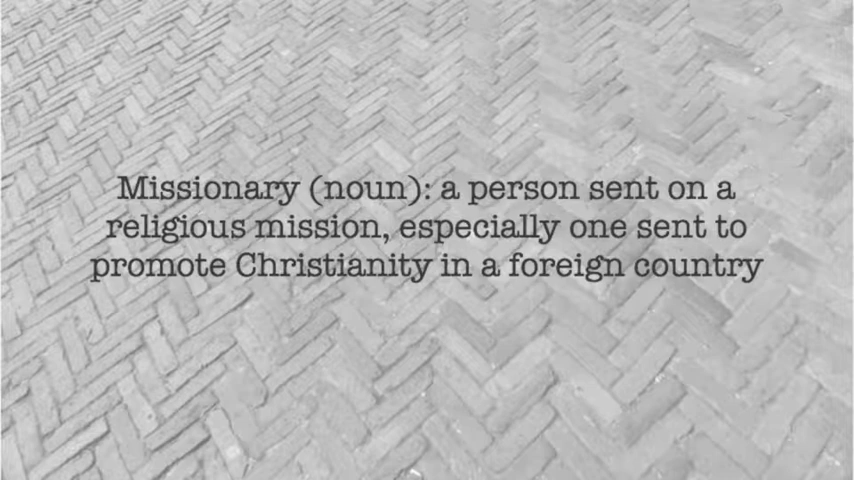 Missionary (noun): a person sent on a
religious mission, especially one sent to
promote Christianity in a foreign country